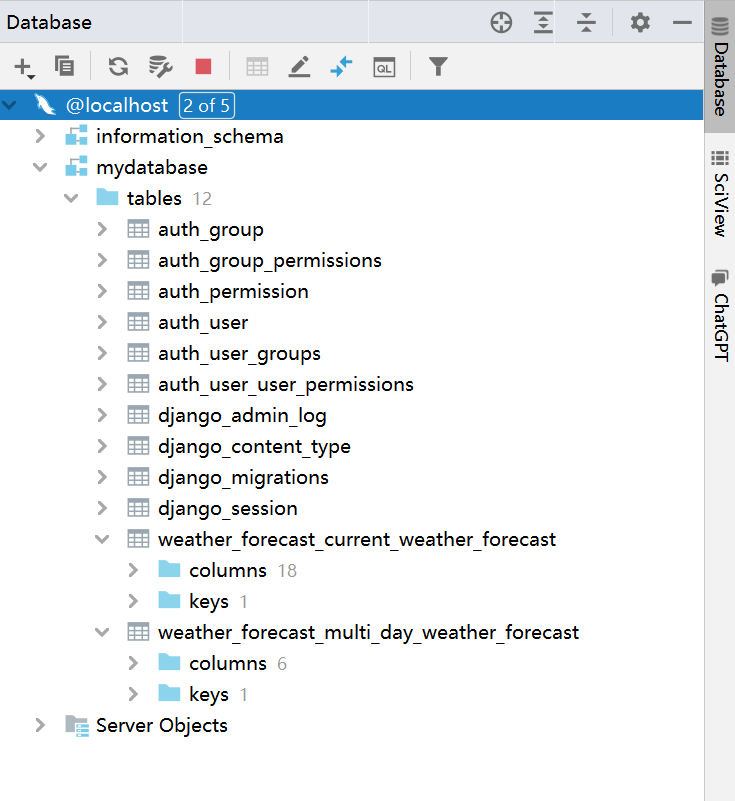 Database
QL
@localhost 2 of 5
information_schema
mydatabase
tables 12
auth_group
auth_group_permissions
auth_permission
auth_user
auth_user_groups
auth_user_user_permissions
django_admin_log
django_content_type
django_migrations
django_session
weather_forecast_current_weather_forecast
columns 18
keys 1
weather_forecast_multi_day_weather_forecast
columns 6
keys 1
Server Objects
Database
SciView
ChatGPT